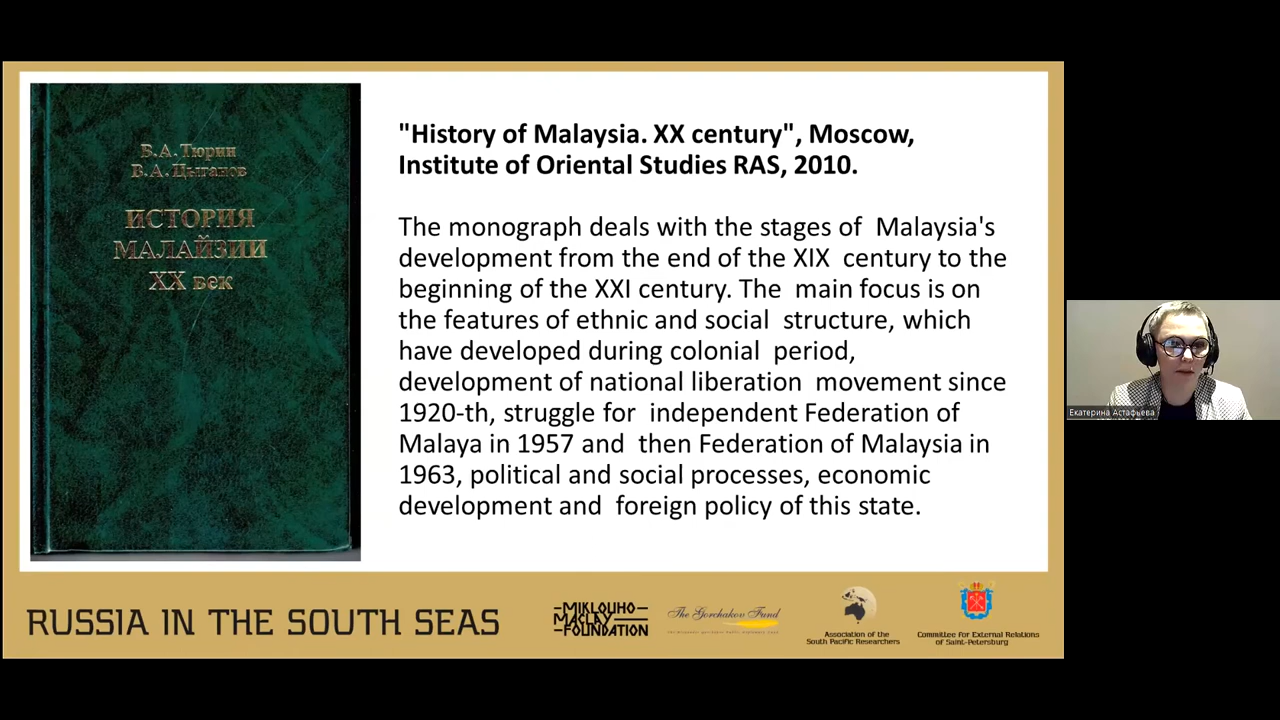 В.А.Тюрин
В.А.Цыганов
ИСТОРИЯ
МАЛАЙЗИИ
XX век
"History of Malaysia. XX century", Moscow,
Institute of Oriental Studies RAS, 2010.
The monograph deals with the stages of Malaysia's
development from the end of the XIX century to the
beginning of the XXI century. The main focus is on
the features of ethnic and social structure, which
have developed during colonial period,
development of national liberation movement since
1920-th, struggle for independent Federation of
Malaya in 1957 and then Federation of Malaysia in
1963, political and social processes, economic
development and foreign policy of this state.
Екатерина Астафьева
RUSSIA IN THE SOUTH SEAS
MIKLOUHO
MACLAY
FOUNDATION
The Gorchakov Fund
Association of the
South Pacific Researchers
Committee for External Relations
of Saint-Petersburg